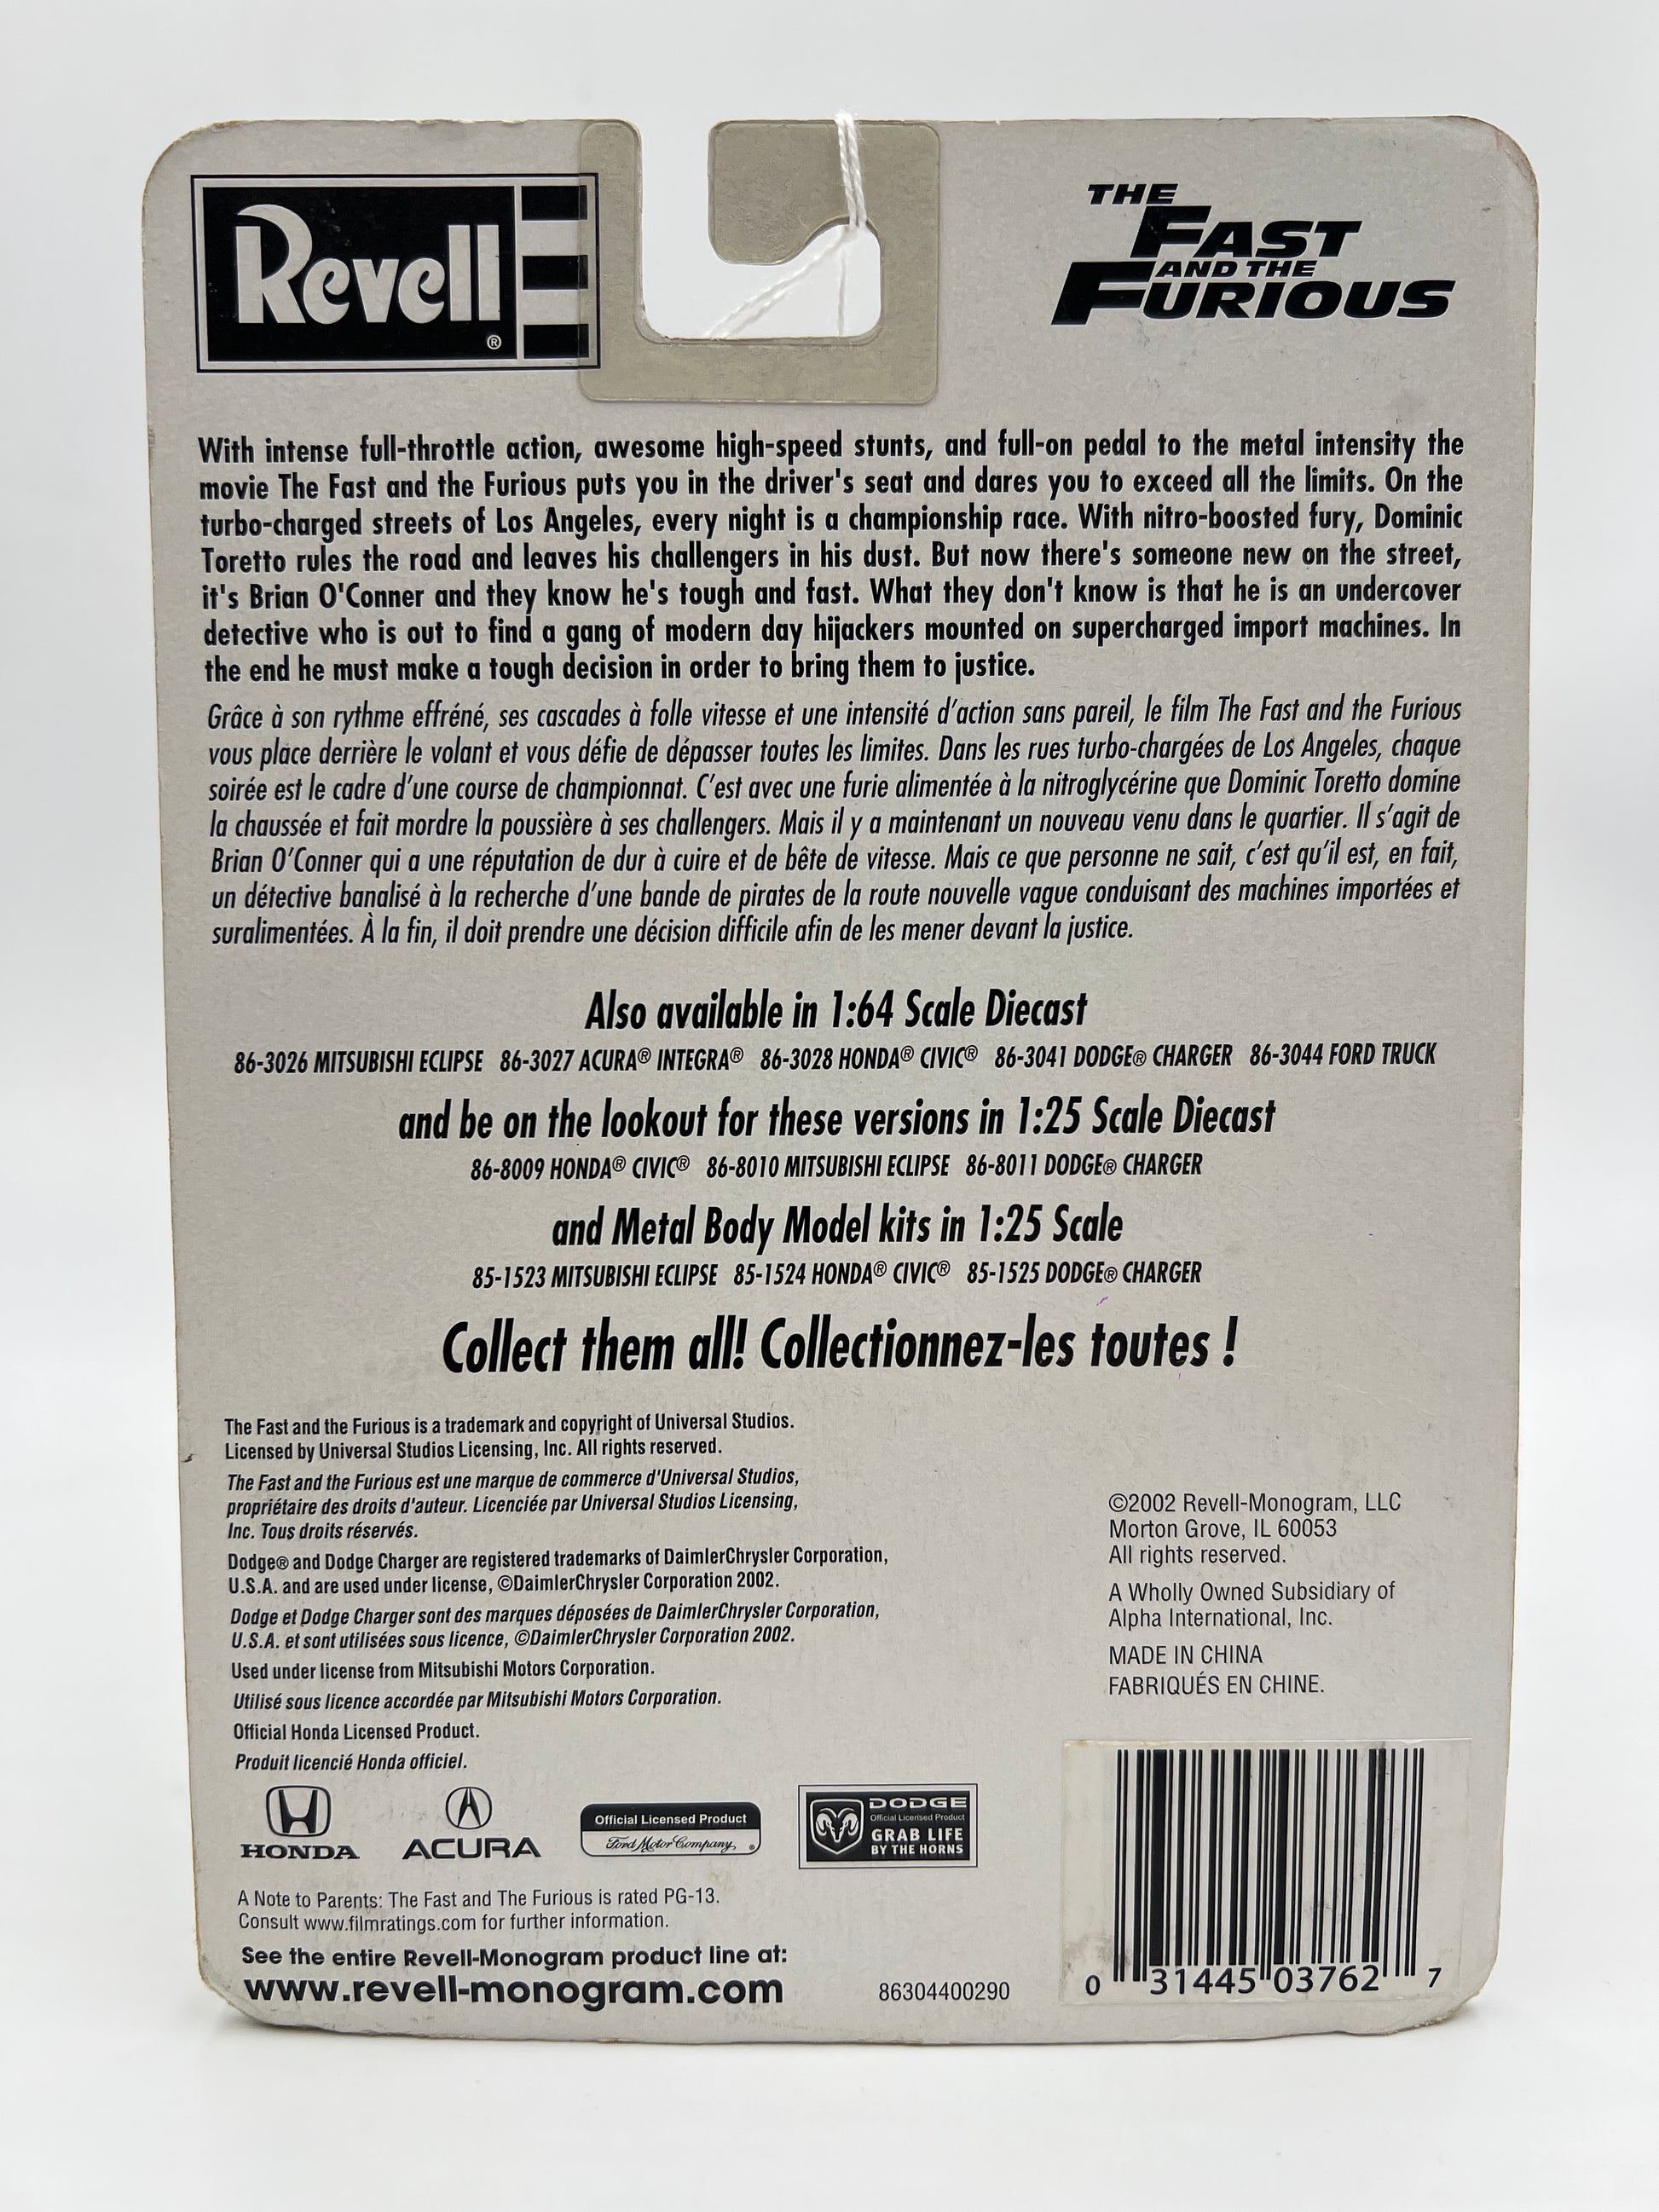 Revell®
THE
FAST
AND THE
FURIOUS
With intense full-throttle action, awesome high-speed stunts, and full-on pedal to the metal intensity the
movie The Fast and the Furious puts you in the driver's seat and dares you to exceed all the limits. On the
turbo-charged streets of Los Angeles, every night is a championship race. With nitro-boosted fury, Dominic
Toretto rules the road and leaves his challengers in his dust. But now there's someone new on the street,
it's Brian O'Conner and they know he's tough and fast. What they don't know is that he is an undercover
detective who is out to find a gang of modern day hijackers mounted on supercharged import machines. In
the end he must make a tough decision in order to bring them to justice.
Grâce à son rythme effréné, ses cascades à folle vitesse et une intensité d'action sans pareil, le film The Fast and the Furious
vous place derrière le volant et vous défie de dépasser toutes les limites. Dans les rues turbo-chargées de Los Angeles, chaque
soirée est le cadre d'une course de championnat. C'est avec une furie alimentée à la nitroglycérine que Dominic Toretto domine
la chaussée et fait mordre la poussière à ses challengers. Mais il y a maintenant un nouveau venu dans le quartier. Il s'agit de
Brian O'Conner qui a une réputation de dur à cuire et de bête de vitesse. Mais ce que personne ne sait, c'est qu'il est, en fait,
un détective banalisé à la recherche d'une bande de pirates de la route nouvelle vague conduisant des machines importées et
suralimentées. À la fin, il doit prendre une décision difficile afin de les mener devant la justice.
Also available in 1:64 Scale Diecast
86-3026 MITSUBISHI ECLIPSE 86-3027 ACURA® INTEGRA® 86-3028 HONDA® CIVIC® 86-3041 DODGE® CHARGER 86-3044 FORD TRUCK
and be on the lookout for these versions in 1:25 Scale Diecast
86-8009 HONDA® CIVIC® 86-8010 MITSUBISHI ECLIPSE 86-8011 DODGE® CHARGER
and Metal Body Model kits in 1:25 Scale
85-1523 MITSUBISHI ECLIPSE 85-1524 HONDA® CIVIC® 85-1525 DODGE® CHARGER
Collect them all! Collectionnez-les toutes !
The Fast and the Furious is a trademark and copyright of Universal Studios.
Licensed by Universal Studios Licensing, Inc. All rights reserved.
The Fast and the Furious est une marque de commerce d'Universal Studios,
propriétaire des droits d'auteur. Licenciée par Universal Studios Licensing,
Inc. Tous droits réservés.
Dodge® and Dodge Charger are registered trademarks of DaimlerChrysler Corporation,
U.S.A. and are used under license, ©DaimlerChrysler Corporation 2002.
Dodge et Dodge Charger sont des marques déposées de DaimlerChrysler Corporation,
U.S.A. et sont utilisées sous licence, ©DaimlerChrysler Corporation 2002.
Used under license from Mitsubishi Motors Corporation.
Utilisé sous licence accordée par Mitsubishi Motors Corporation.
Official Honda Licensed Product.
Produit licencié Honda officiel.
HONDA
ACURA
Official Licensed Product
Ford Motor Company, ®
DODGE
Official Licensed Product
GRAB LIFE
BY THE HORNS
A Note to Parents: The Fast and The Furious is rated PG-13.
Consult www.filmratings.com for further information.
See the entire Revell-Monogram product line at:
www.revell-monogram.com
86304400290
©2002 Revell-Monogram, LLC
Morton Grove, IL 60053
All rights reserved.
A Wholly Owned Subsidiary of
Alpha International, Inc.
MADE IN CHINA
FABRIQUÉS EN CHINE.
0 31445 03762 7